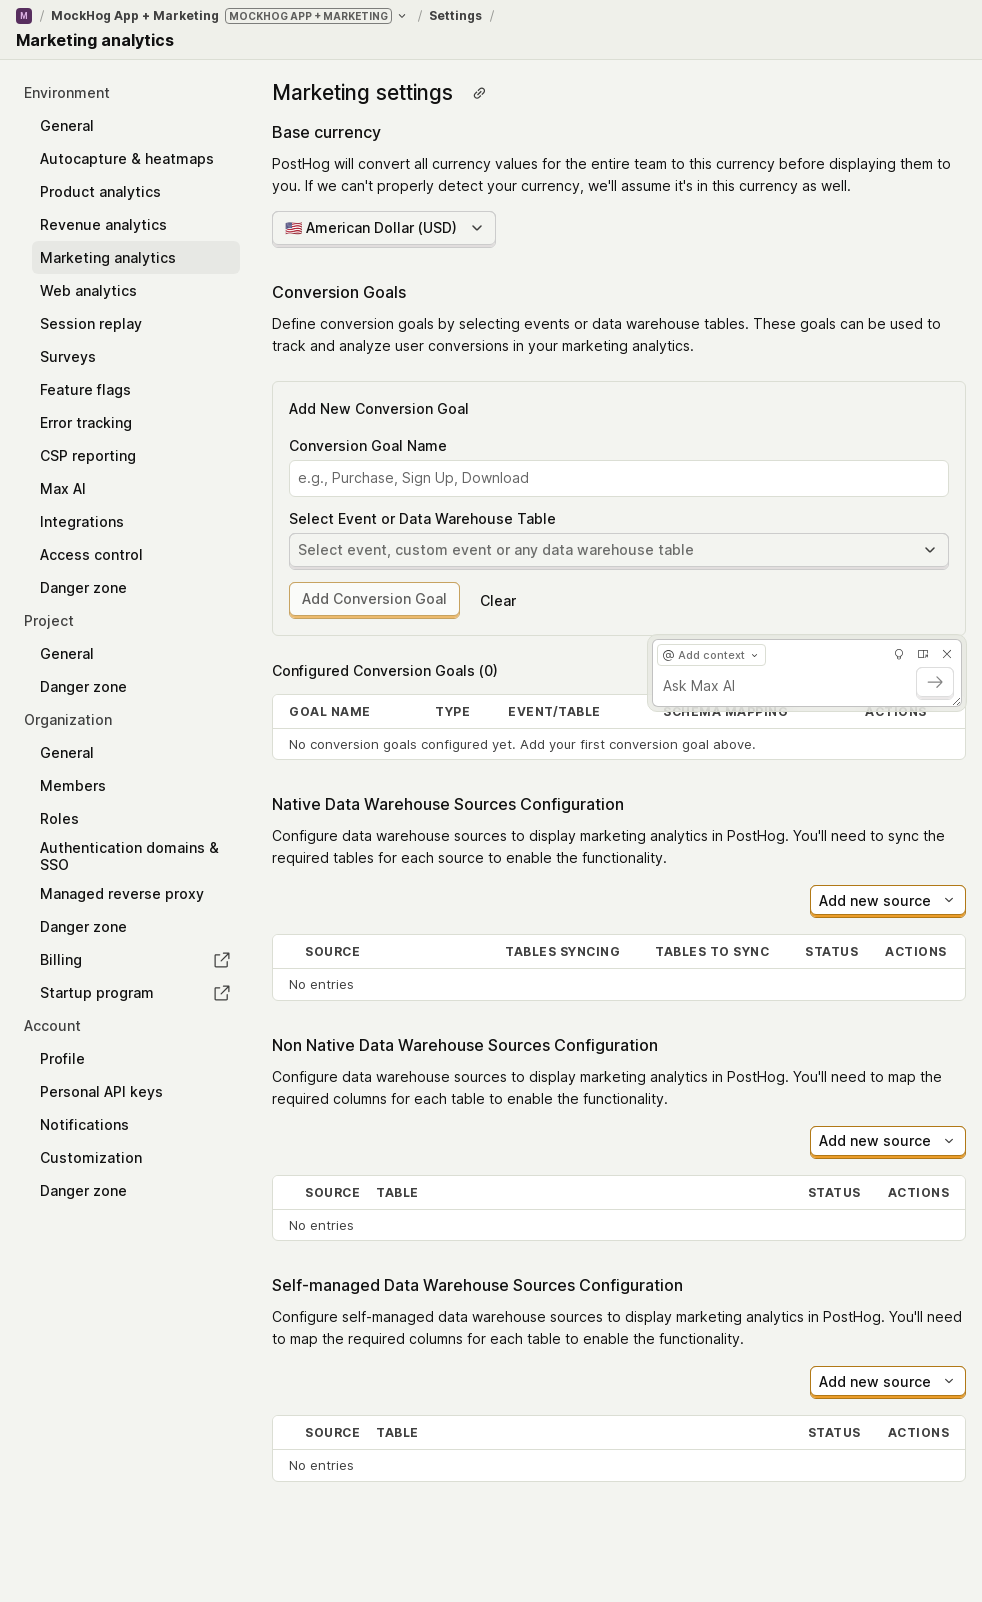 M / MockHog App + Marketing MOCKHOG APP + MARKETING / Settings /
Marketing analytics
Environment
General
Autocapture & heatmaps
Product analytics
Revenue analytics
Marketing analytics
Web analytics
Session replay
Surveys
Feature flags
Error tracking
CSP reporting
Max AI
Integrations
Access control
Danger zone
Project
General
Danger zone
Organization
General
Members
Roles
Authentication domains &
SSO
Managed reverse proxy
Danger zone
Billing
Startup program
Account
Profile
Personal API keys
Notifications
Customization
Danger zone
Marketing settings
Base currency
PostHog will convert all currency values for the entire team to this currency before displaying them to
you. If we can't properly detect your currency, we'll assume it's in this currency as well.
🇺🇸 American Dollar (USD)
Conversion Goals
Define conversion goals by selecting events or data warehouse tables. These goals can be used to
track and analyze user conversions in your marketing analytics.
Add New Conversion Goal
Conversion Goal Name
e.g., Purchase, Sign Up, Download
Select Event or Data Warehouse Table
Select event, custom event or any data warehouse table
Add Conversion Goal Clear
Configured Conversion Goals (0)
@ Add context
Ask Max AI
GOAL NAME TYPE EVENT/TABLE SCHEMA MAPPING ACTIONS
No conversion goals configured yet. Add your first conversion goal above.
Native Data Warehouse Sources Configuration
Configure data warehouse sources to display marketing analytics in PostHog. You'll need to sync the
required tables for each source to enable the functionality.
Add new source
SOURCE TABLES SYNCING TABLES TO SYNC STATUS ACTIONS
No entries
Non Native Data Warehouse Sources Configuration
Configure data warehouse sources to display marketing analytics in PostHog. You'll need to map the
required columns for each table to enable the functionality.
Add new source
SOURCE TABLE STATUS ACTIONS
No entries
Self-managed Data Warehouse Sources Configuration
Configure self-managed data warehouse sources to display marketing analytics in PostHog. You'll need
to map the required columns for each table to enable the functionality.
Add new source
SOURCE TABLE STATUS ACTIONS
No entries